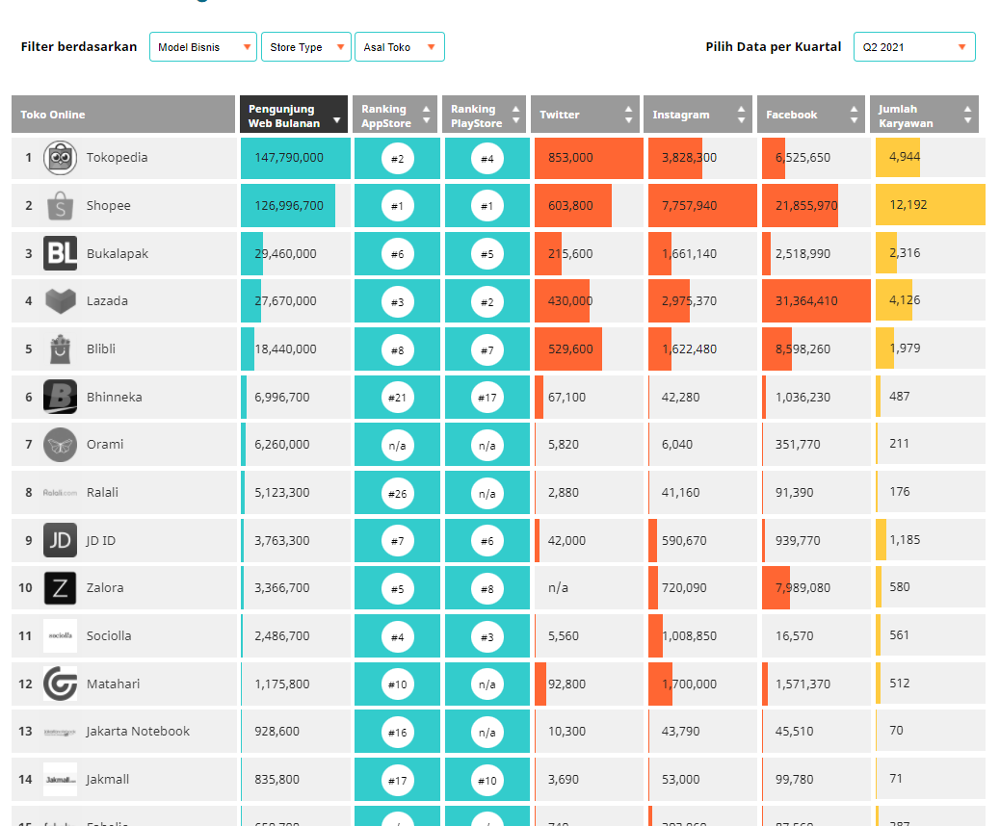 Filter berdasarkan Model Bisnis Store Type Asal Toko Pilih Data per Kuartal Q2 2021
Toko Online Pengunjung Web Bulanan Ranking AppStore Ranking PlayStore Twitter Instagram Facebook Jumlah Karyawan
1 Tokopedia 147,790,000 #2 #4 853,000 3,828,300 6,525,650 4,944
2 S Shopee 126,996,700 #1 #1 603,800 7,757,940 21,855,970 12,192
3 BL Bukalapak 29,460,000 #6 #5 215,600 1,661,140 2,518,990 2,316
4 Lazada 27,670,000 #3 #2 430,000 2,975,370 31,364,410 4,126
5 Blibli 18,440,000 #8 #7 529,600 1,622,480 8,598,260 1,979
6 B Bhinneka 6,996,700 #21 #17 67,100 42,280 1,036,230 487
7 Orami 6,260,000 n/a n/a 5,820 6,040 351,770 211
8 Ralali.com Ralali 5,123,300 #26 n/a 2,880 41,160 91,390 176
9 JD JD ID 3,763,300 #7 #6 42,000 590,670 939,770 1,185
10 Z Zalora 3,366,700 #5 #8 n/a 720,090 7,989,080 580
11 sociolla Sociolla 2,486,700 #4 #3 5,560 1,008,850 16,570 561
12 Matahari 1,175,800 #10 n/a 92,800 1,700,000 1,571,370 512
13 Jakarta Notebook 928,600 #16 n/a 10,300 43,790 45,510 70
14 Jakmall Jakmall 835,800 #17 #10 3,690 53,000 99,780 71